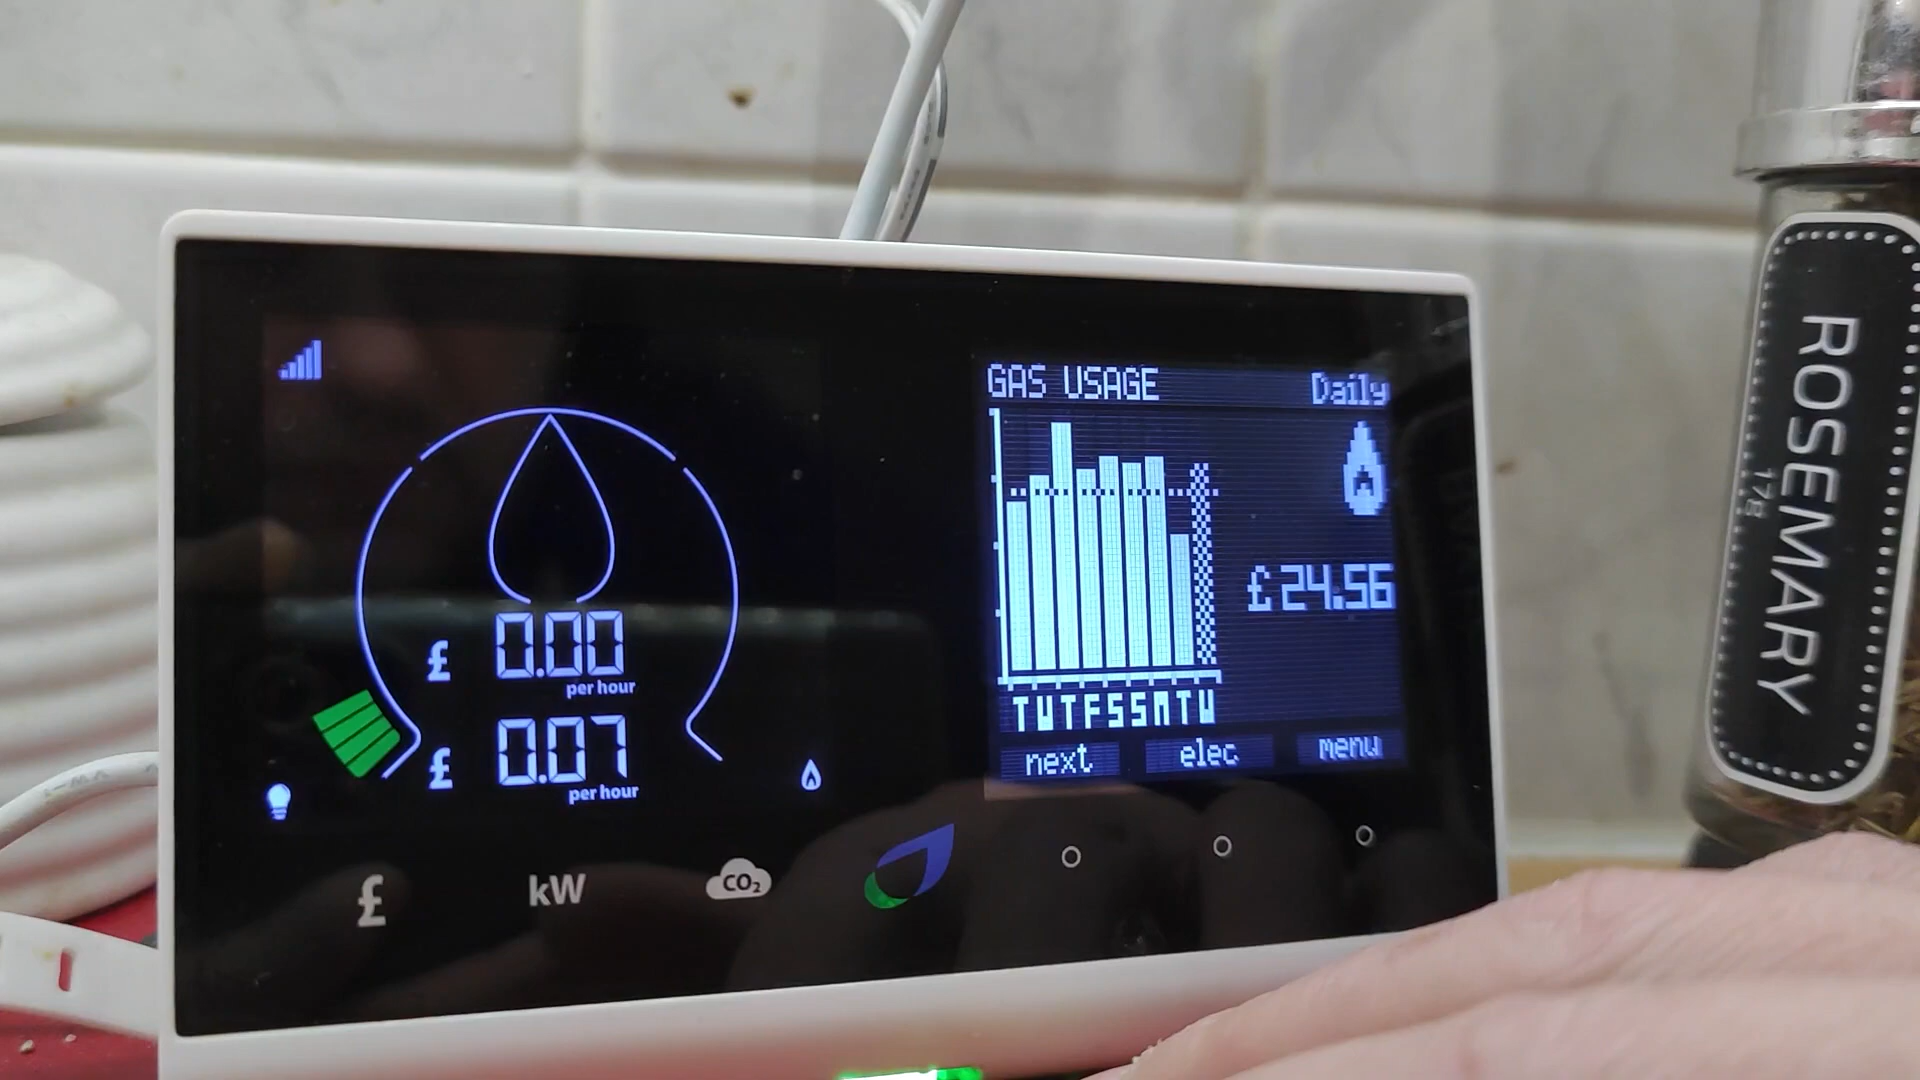 GAS USAGE Daily
£24.56
TWTFSSMTW
next elec menu
£ 0.00
per hour
£ 0.07
per hour
£ kW CO₂
ROSEMARY
17g